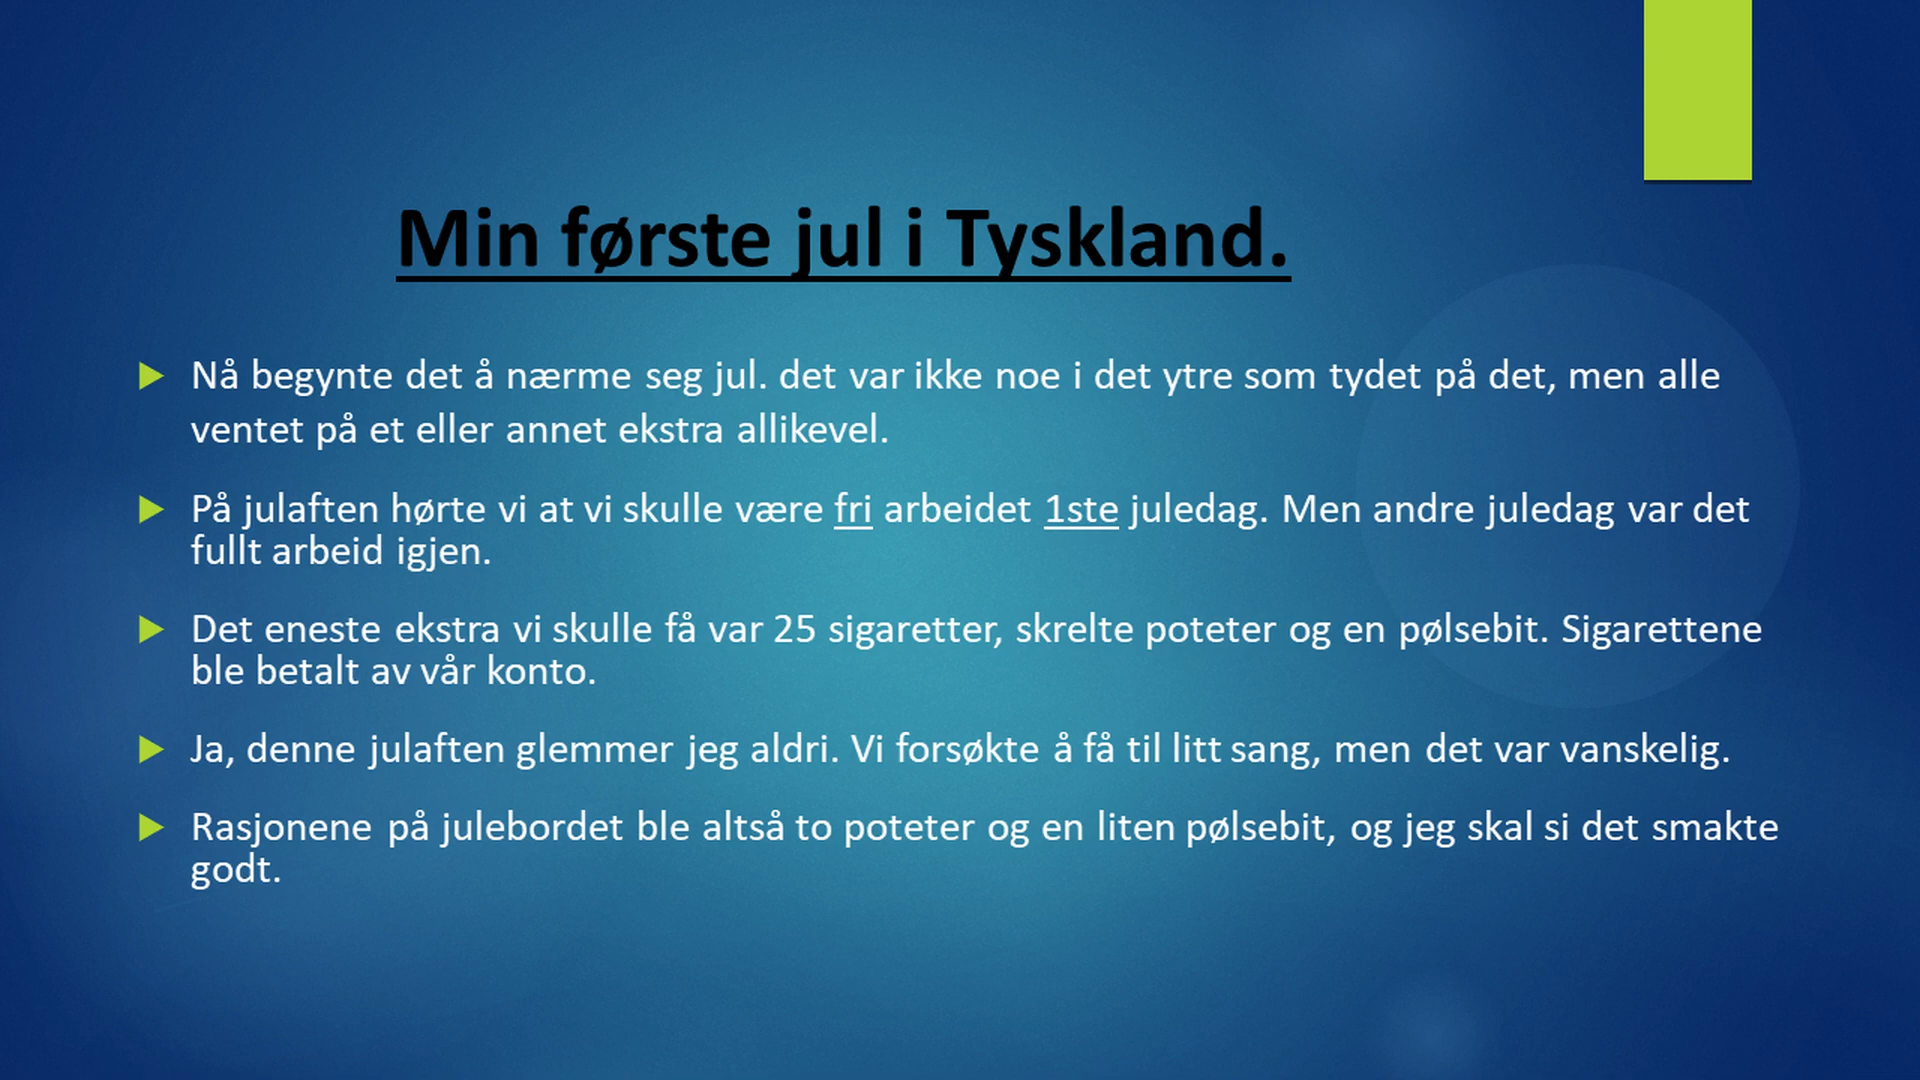 Min første jul i Tyskland.
Nå begynte det å nærme seg jul. det var ikke noe i det ytre som tydet på det, men alle
ventet på et eller annet ekstra allikevel.
På julaften hørte vi at vi skulle være fri arbeidet 1ste juledag. Men andre juledag var det
fullt arbeid igjen.
Det eneste ekstra vi skulle få var 25 sigaretter, skrelte poteter og en pølsebit. Sigarettene
ble betalt av vår konto.
Ja, denne julaften glemmer jeg aldri. Vi forsøkte å få til litt sang, men det var vanskelig.
Rasjonene på julebordet ble altså to poteter og en liten pølsebit, og jeg skal si det smakte
godt.